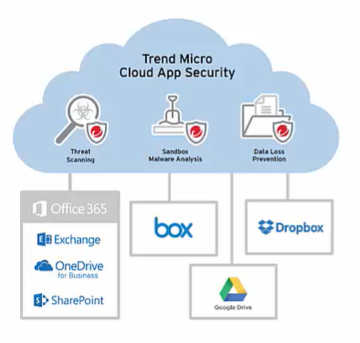 Trend Micro
Cloud App Security
Threat
Scanning
Sandbox
Malware Analysis
Data Loss
Prevention
Office 365
Exchange
OneDrive
for Business
SharePoint
box
Dropbox
Google Drive